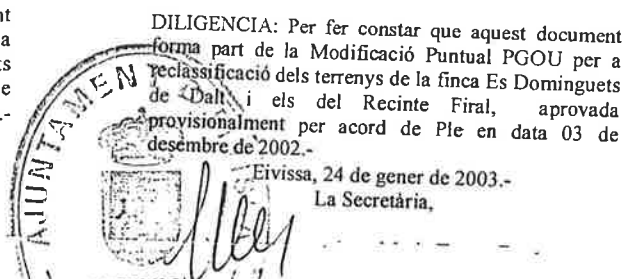 nt
a
ts
e
.-
DILIGENCIA: Per fer constar que aquest document
forma part de la Modificació Puntual PGOU per a
reclassificació dels terrenys de la finca Es Dominguets
de Dalt i els del Recinte Firal, aprovada
provisionalment per acord de Ple en data 03 de
desembre de 2002.-
Eivissa, 24 de gener de 2003.-
La Secretària,
AJUNTAMEN